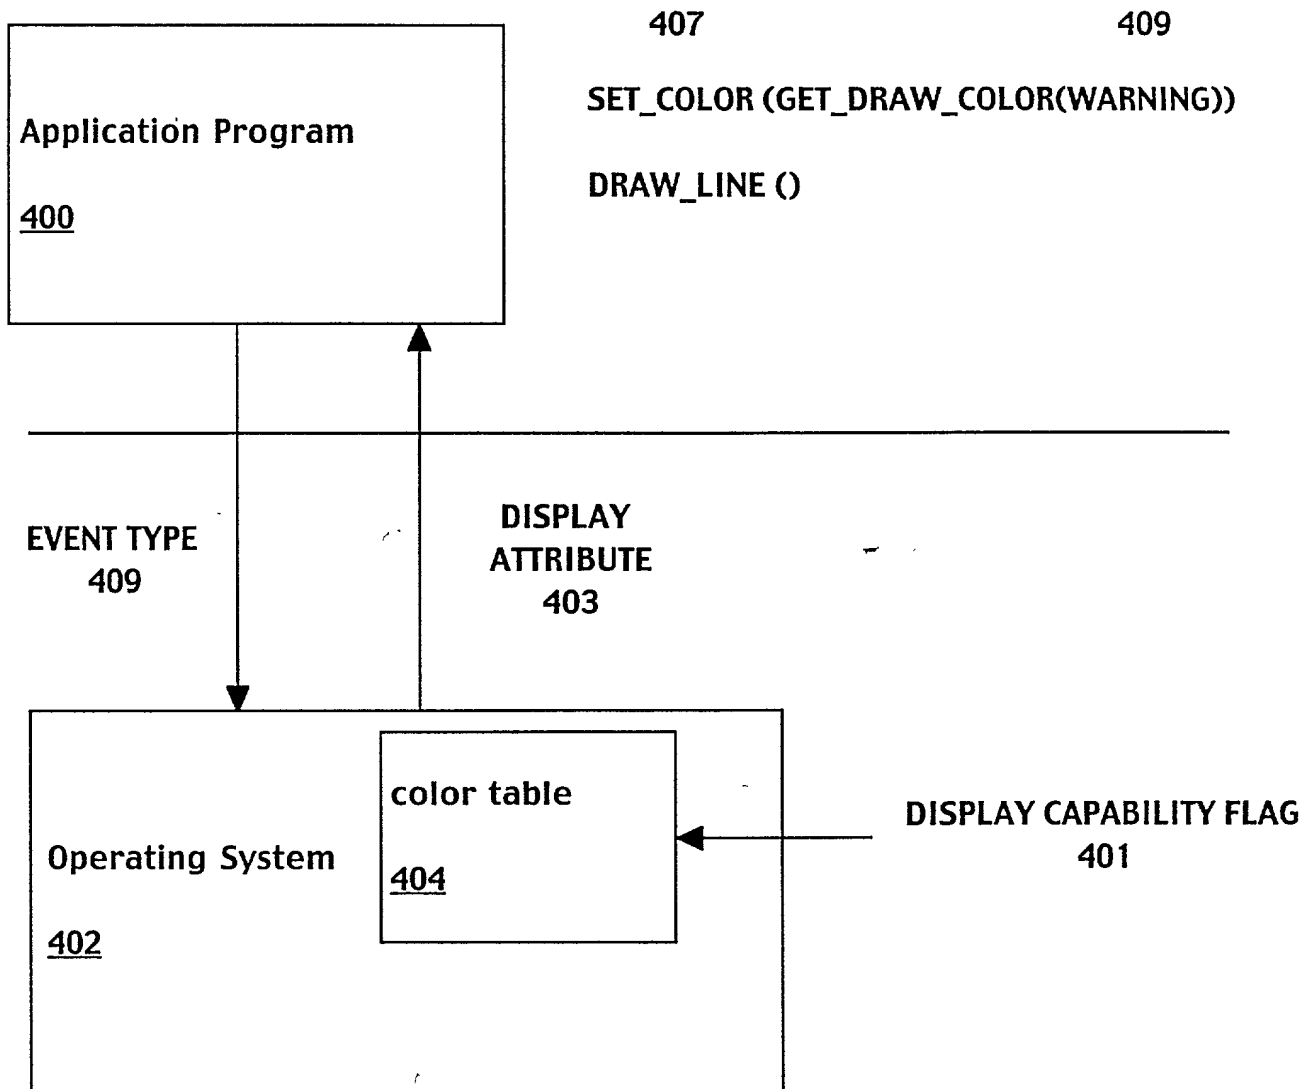 407
409
SET_COLOR (GET_DRAW_COLOR(WARNING))
DRAW_LINE ()
Application Program
400
EVENT TYPE
409
DISPLAY
ATTRIBUTE
403
color table
404
Operating System
402
DISPLAY CAPABILITY FLAG
401